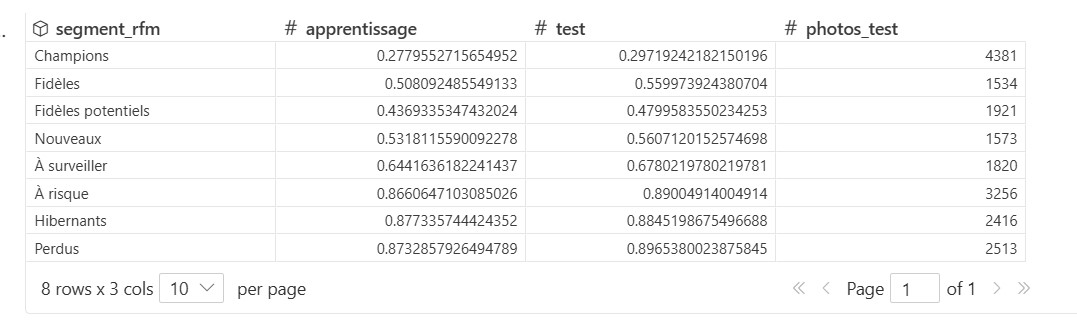 segment_rfm # apprentissage # test # photos_test
Champions 0.2779552715654952 0.29719242182150196 4381
Fidèles 0.508092485549133 0.559973924380704 1534
Fidèles potentiels 0.4369335347432024 0.4799583550234253 1921
Nouveaux 0.5318115590092278 0.5607120152574698 1573
À surveiller 0.6441636182241437 0.6780219780219781 1820
À risque 0.8660647103085026 0.89004914004914 3256
Hibernants 0.877335744424352 0.8845198675496688 2416
Perdus 0.8732857926494789 0.8965380023875845 2513
8 rows x 3 cols 10 per page Page 1 of 1